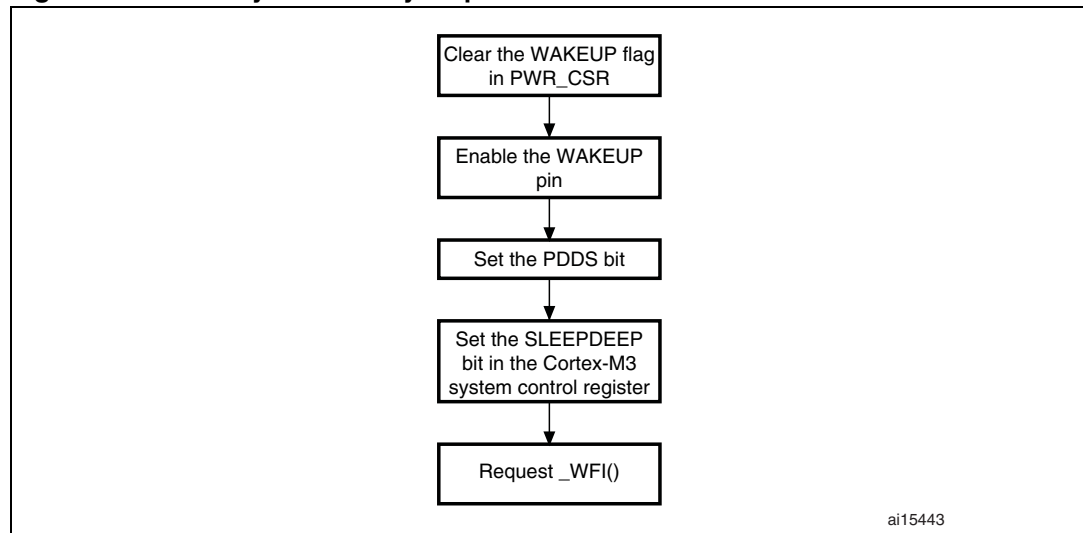 Clear the WAKEUP flag
in PWR_CSR
Enable the WAKEUP
pin
Set the PDDS bit
Set the SLEEPDEEP
bit in the Cortex-M3
system control register
Request _WFI()
ai15443